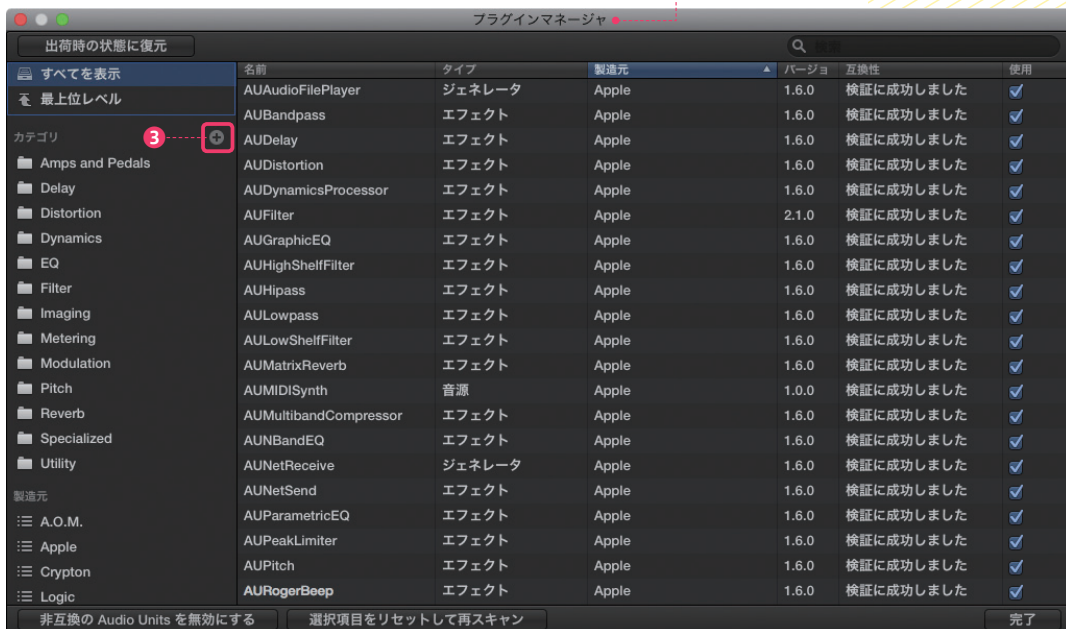 プラグインマネージャ
出荷時の状態に復元
検索
すべてを表示
最上位レベル
カテゴリ
3
Amps and Pedals
Delay
Distortion
Dynamics
EQ
Filter
Imaging
Metering
Modulation
Pitch
Reverb
Specialized
Utility
製造元
A.O.M.
Apple
Crypton
Logic
名前 タイプ 製造元 バージョ 互換性 使用
AUAudioFilePlayer ジェネレータ Apple 1.6.0 検証に成功しました
AUBandpass エフェクト Apple 1.6.0 検証に成功しました
AUDelay エフェクト Apple 1.6.0 検証に成功しました
AUDistortion エフェクト Apple 1.6.0 検証に成功しました
AUDynamicsProcessor エフェクト Apple 1.6.0 検証に成功しました
AUFilter エフェクト Apple 2.1.0 検証に成功しました
AUGraphicEQ エフェクト Apple 1.6.0 検証に成功しました
AUHighShelfFilter エフェクト Apple 1.6.0 検証に成功しました
AUHipass エフェクト Apple 1.6.0 検証に成功しました
AULowpass エフェクト Apple 1.6.0 検証に成功しました
AULowShelfFilter エフェクト Apple 1.6.0 検証に成功しました
AUMatrixReverb エフェクト Apple 1.6.0 検証に成功しました
AUMIDISynth 音源 Apple 1.0.0 検証に成功しました
AUMultibandCompressor エフェクト Apple 1.6.0 検証に成功しました
AUNBandEQ エフェクト Apple 1.6.0 検証に成功しました
AUNetReceive ジェネレータ Apple 1.6.0 検証に成功しました
AUNetSend エフェクト Apple 1.6.0 検証に成功しました
AUParametricEQ エフェクト Apple 1.6.0 検証に成功しました
AUPeakLimiter エフェクト Apple 1.6.0 検証に成功しました
AUPitch エフェクト Apple 1.6.0 検証に成功しました
AURogerBeep エフェクト Apple 1.6.0 検証に成功しました
非互換の Audio Units を無効にする
選択項目をリセットして再スキャン
完了